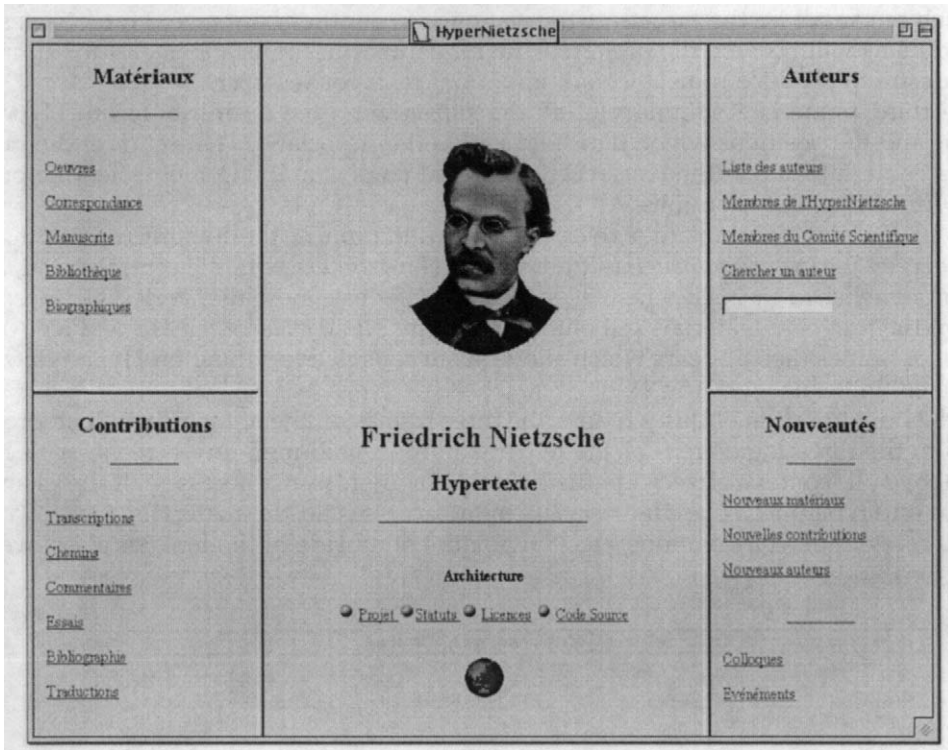 HyperNietzsche
Matériaux
Oeuvres
Correspondance
Manuscrits
Bibliothèque
Biographiques
Contributions
Transcriptions
Chemins
Commentaires
Essais
Bibliographie
Traductions
Friedrich Nietzsche
Hypertexte
Architecture
Projet Statuts Licences Code Source
Auteurs
Liste des auteurs
Membres de l'HyperNietzsche
Membres du Comité Scientifique
Chercher un auteur
Nouveautés
Nouveaux matériaux
Nouvelles contributions
Nouveaux auteurs
Colloques
Evénéments